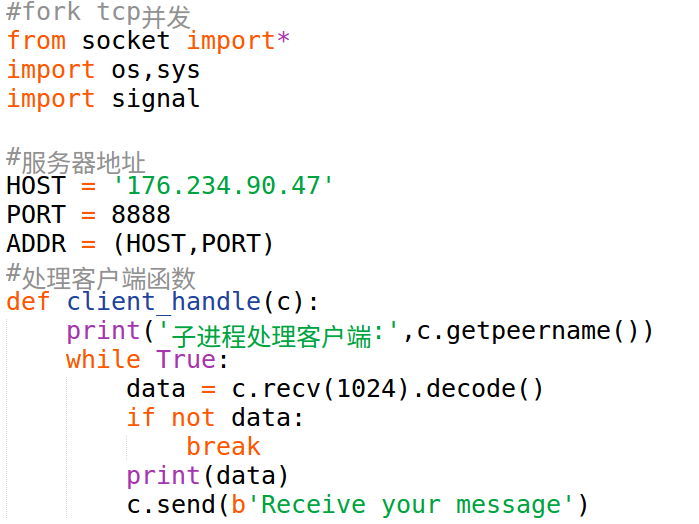 #fork tcp并发
from socket import*
import os,sys
import signal
#服务器地址
HOST = '176.234.90.47'
PORT = 8888
ADDR = (HOST,PORT)
#处理客户端函数
def client_handle(c):
    print('子进程处理客户端:',c.getpeername())
    while True:
        data = c.recv(1024).decode()
        if not data:
            break
        print(data)
        c.send(b'Receive your message')